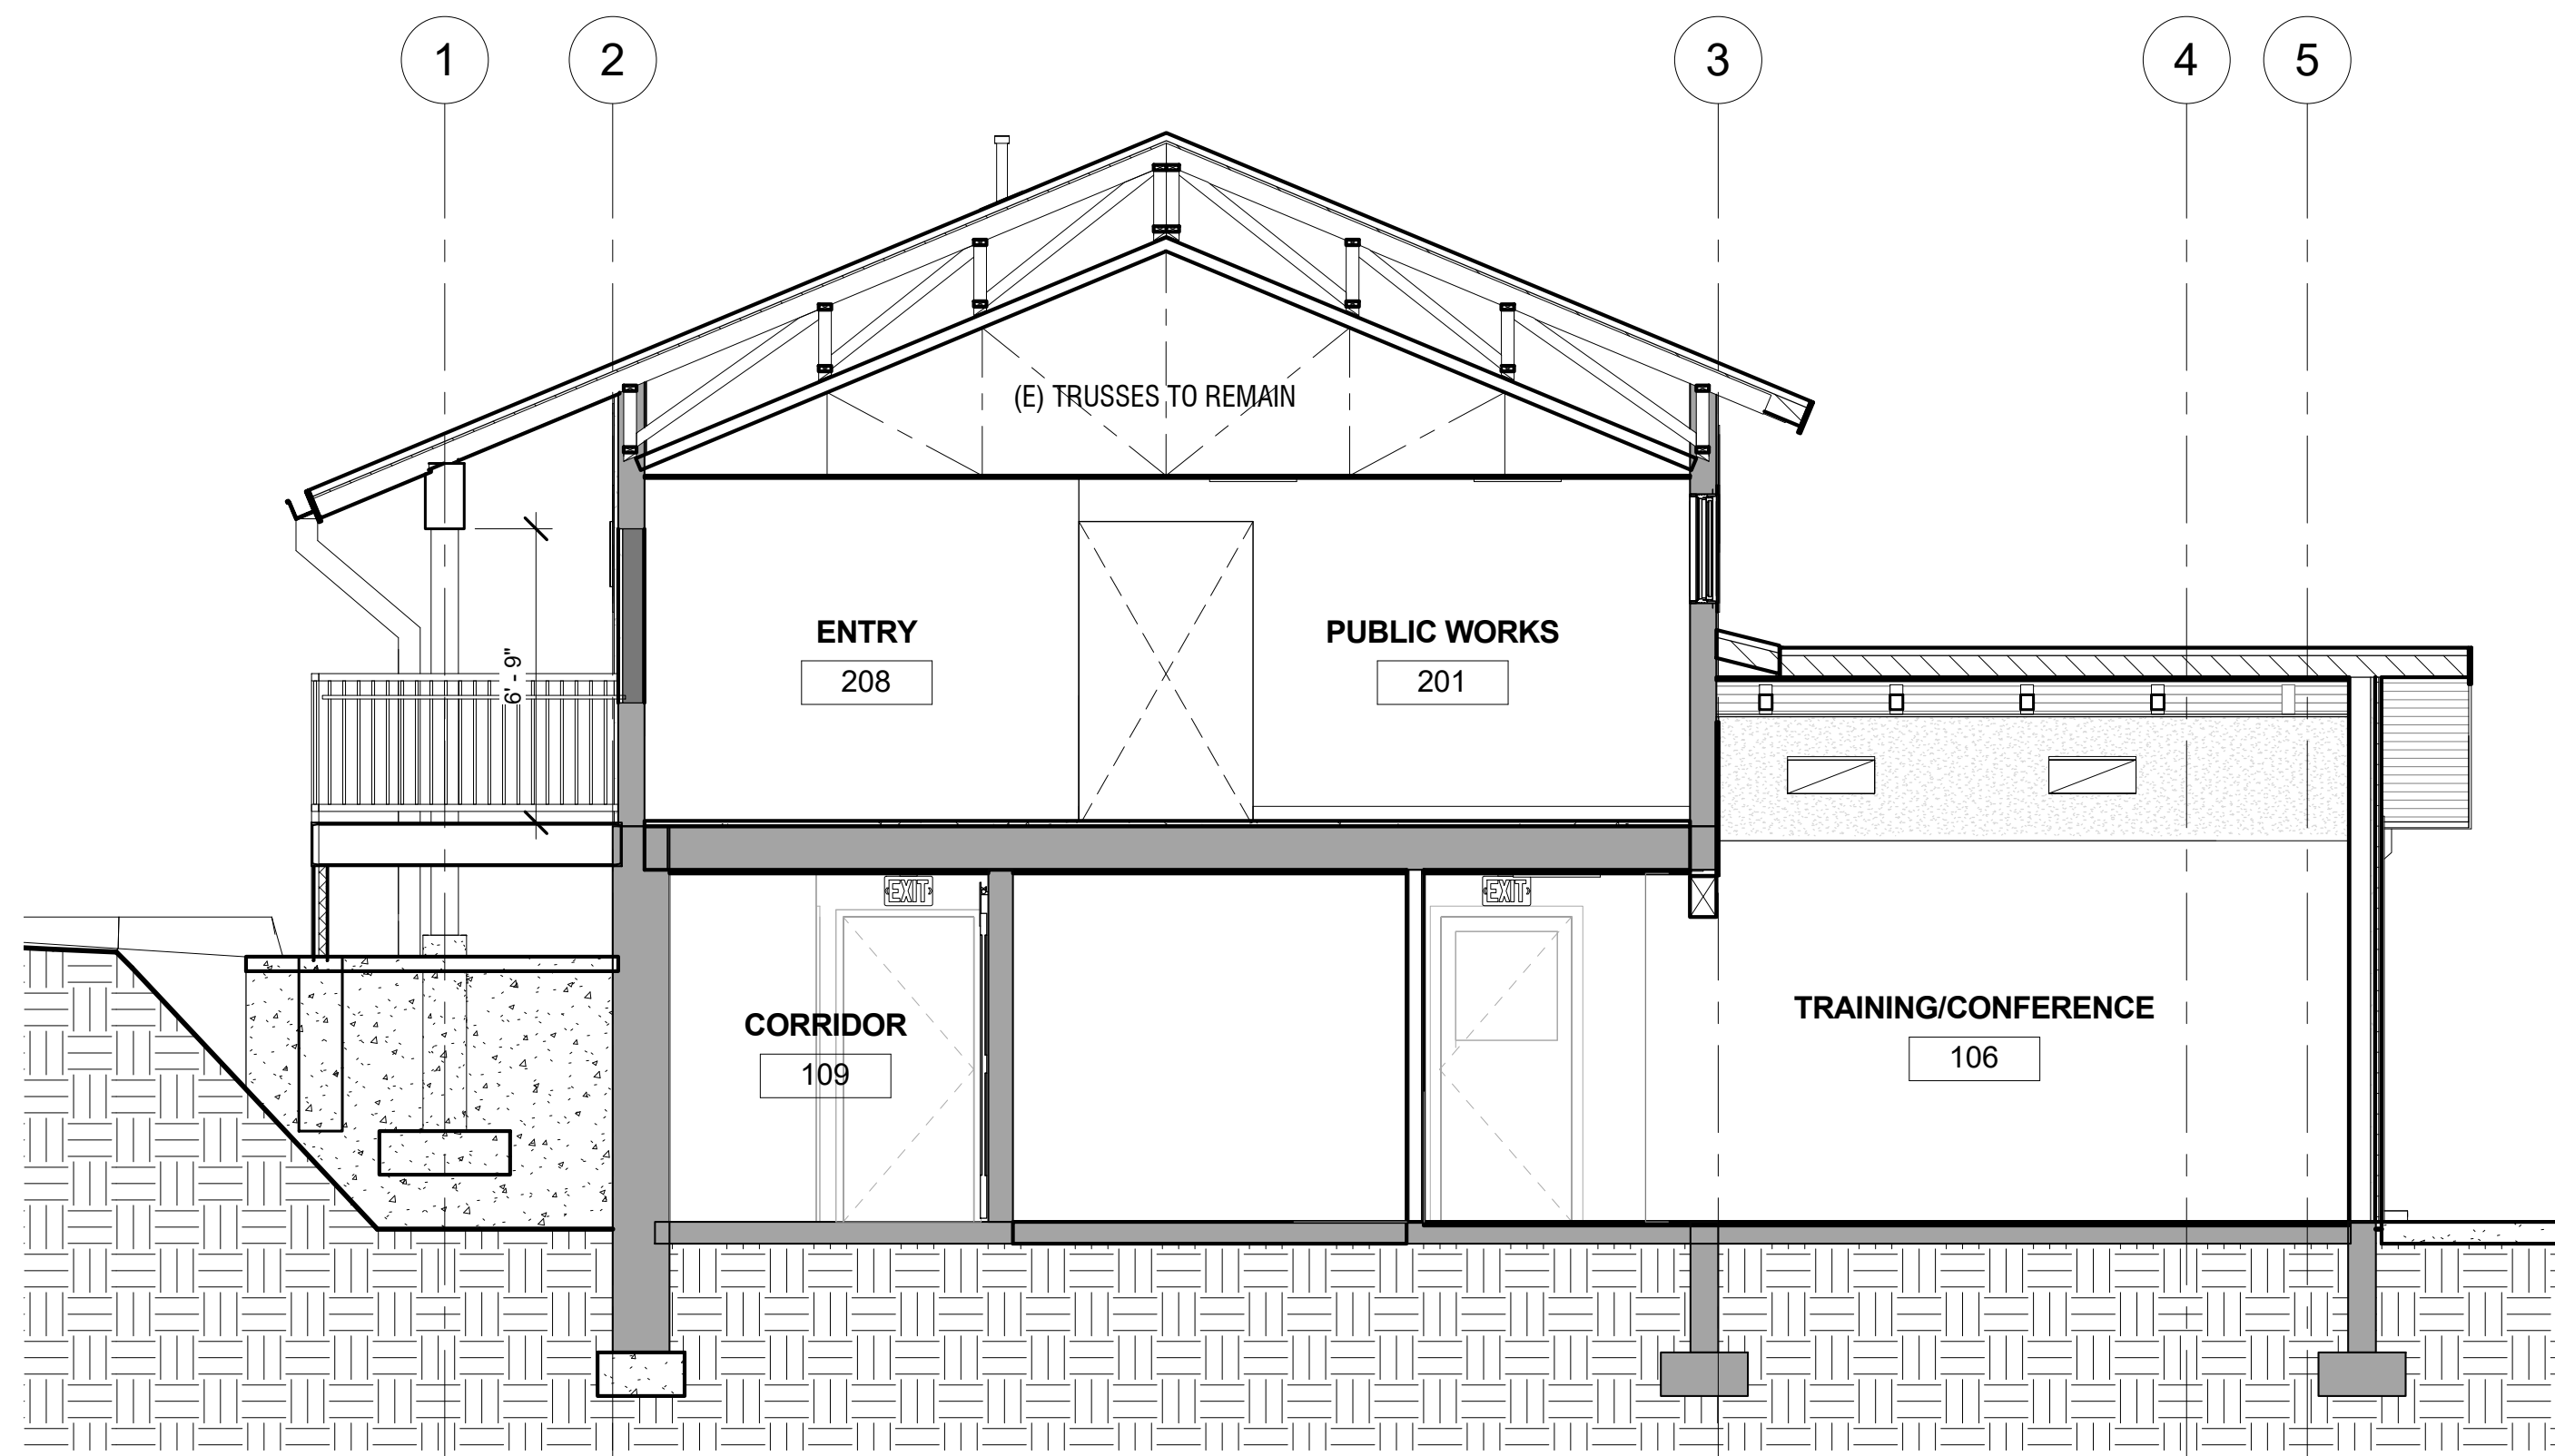 1 2 3 4 5
(E) TRUSSES TO REMAIN
ENTRY
208
PUBLIC WORKS
201
6' - 9"
EXIT
EXIT
CORRIDOR
109
TRAINING/CONFERENCE
106